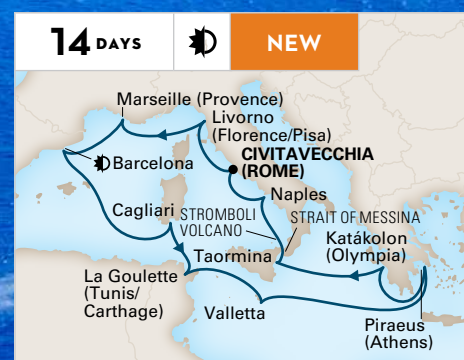 14 DAYS
NEW
Marseille (Provence)
Livorno
(Florence/Pisa)
CIVITAVECCHIA
(ROME)
Barcelona
Naples
Cagliari
STROMBOLI
VOLCANO
STRAIT OF MESSINA
Katákolon
(Olympia)
Taormina
La Goulette
(Tunis/
Carthage)
Valletta
Piraeus
(Athens)